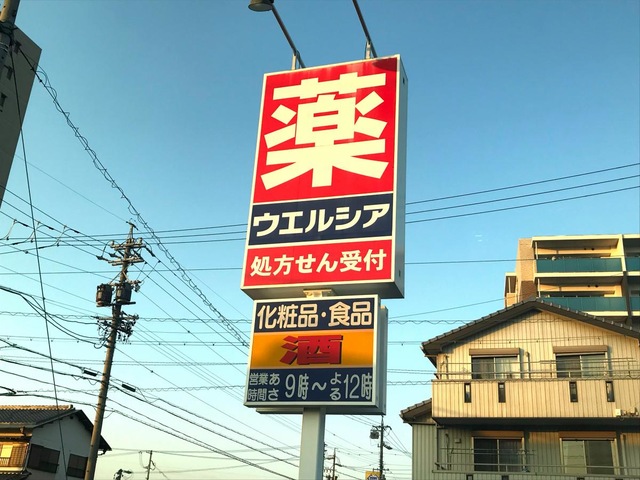 薬
ウエルシア
処方せん受付
化粧品・食品
酒
営業時間 あさ9時～よる12時